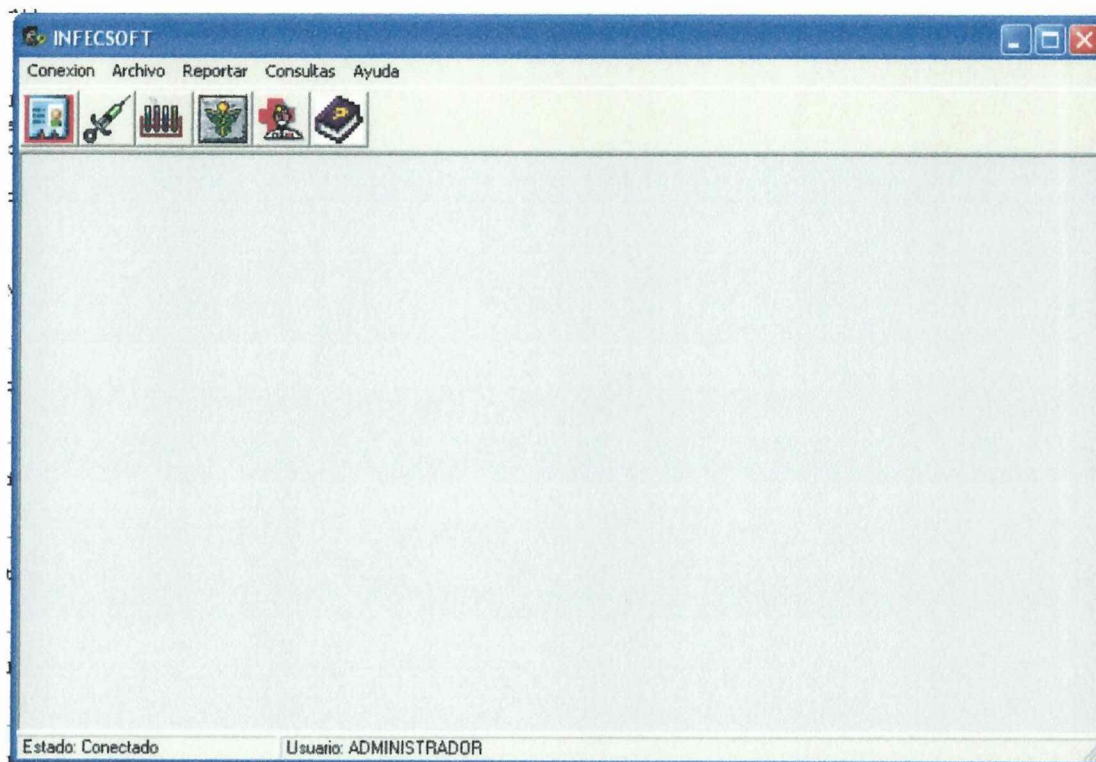 INFECSOFT
Conexion Archivo Reportar Consultas Ayuda
Estado: Conectado Usuario: ADMINISTRADOR